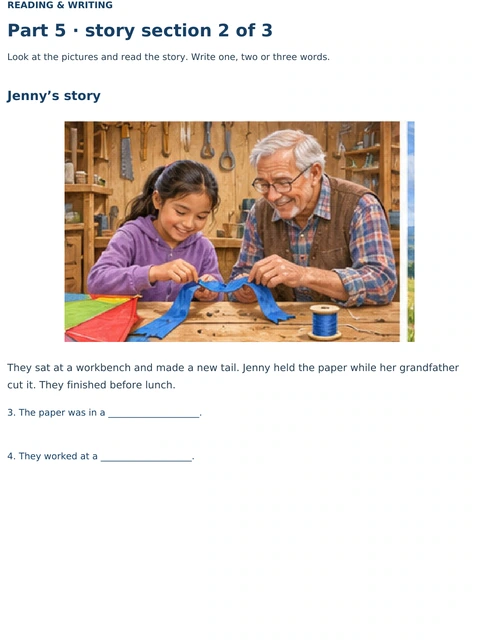 READING & WRITING
Part 5 · story section 2 of 3
Look at the pictures and read the story. Write one, two or three words.
Jenny’s story
They sat at a workbench and made a new tail. Jenny held the paper while her grandfather
cut it. They finished before lunch.
3. The paper was in a ___________________.
4. They worked at a ___________________.